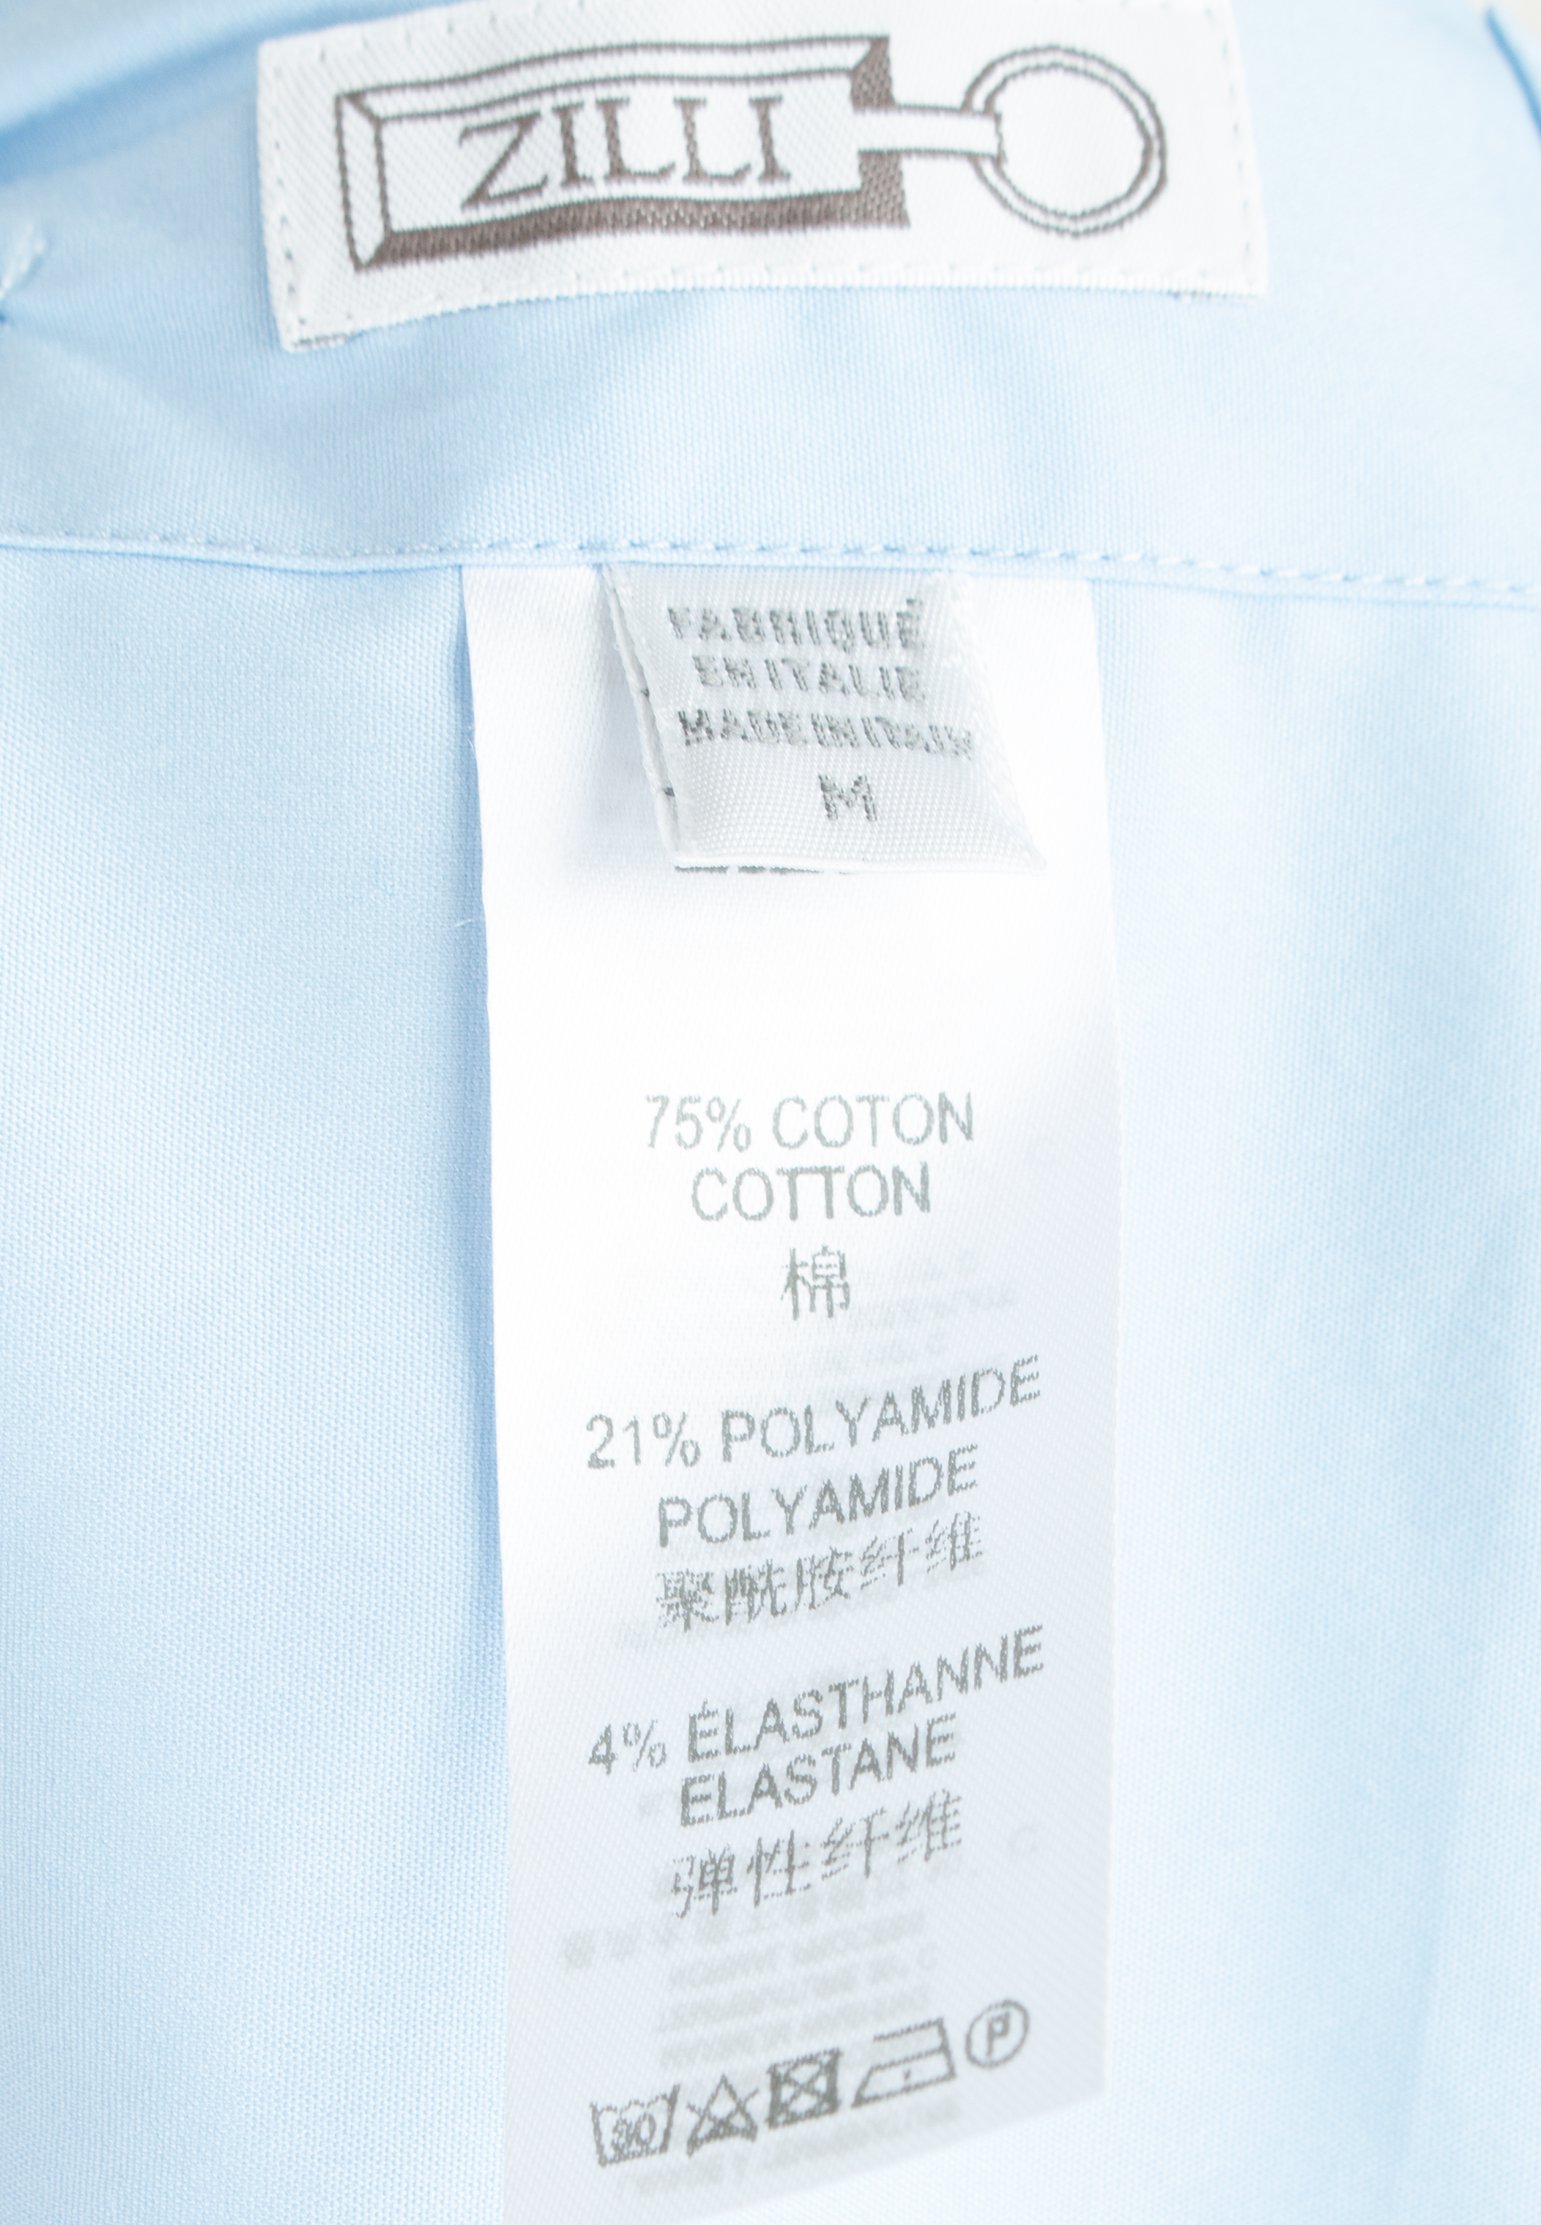 ZILLI
FABRIQUÉ
EN ITALIE
MADE IN ITALY
M
75% COTON
COTTON
棉
21% POLYAMIDE
POLYAMIDE
聚酰胺纤维
4% ÉLASTHANNE
ELASTANE
弹性纤维
30
P